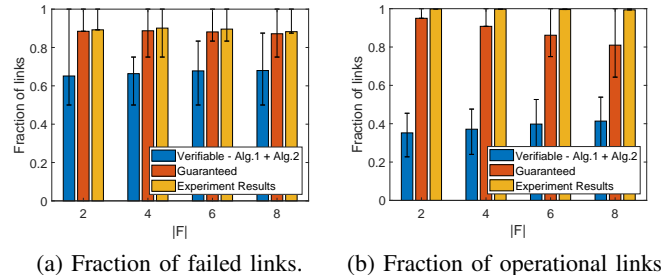 Fraction of links
1
0.8
0.6
0.4
0.2
0
Verifiable - Alg.1 + Alg.2
Guaranteed
Experiment Results
2 4 6 8
|F|
(a) Fraction of failed links.
Fraction of links
1
0.8
0.6
0.4
0.2
0
Verifiable - Alg.1 + Alg.2
Guaranteed
Experiment Results
2 4 6 8
|F|
(b) Fraction of operational links